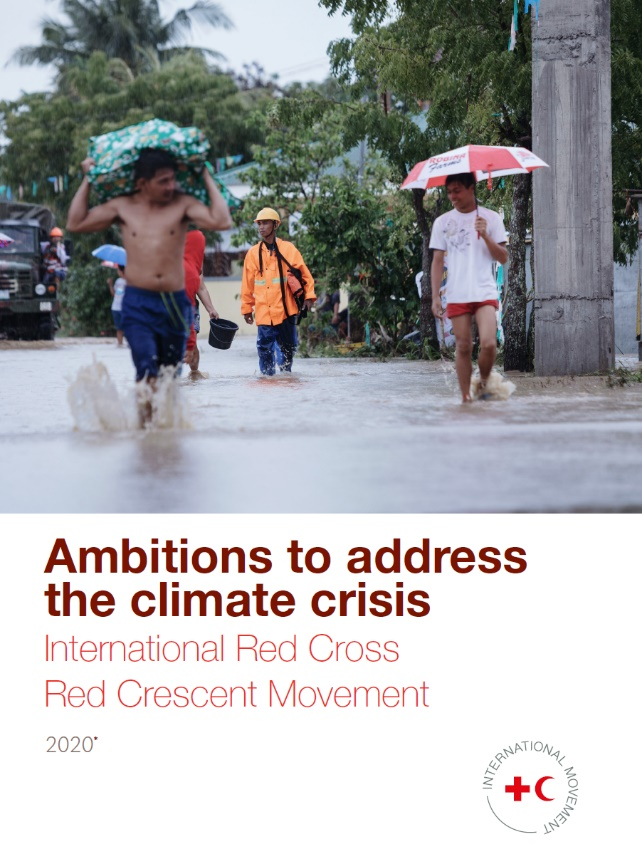 Ambitions to address
the climate crisis
International Red Cross
Red Crescent Movement
2020*
INTERNATIONAL MOVEMENT